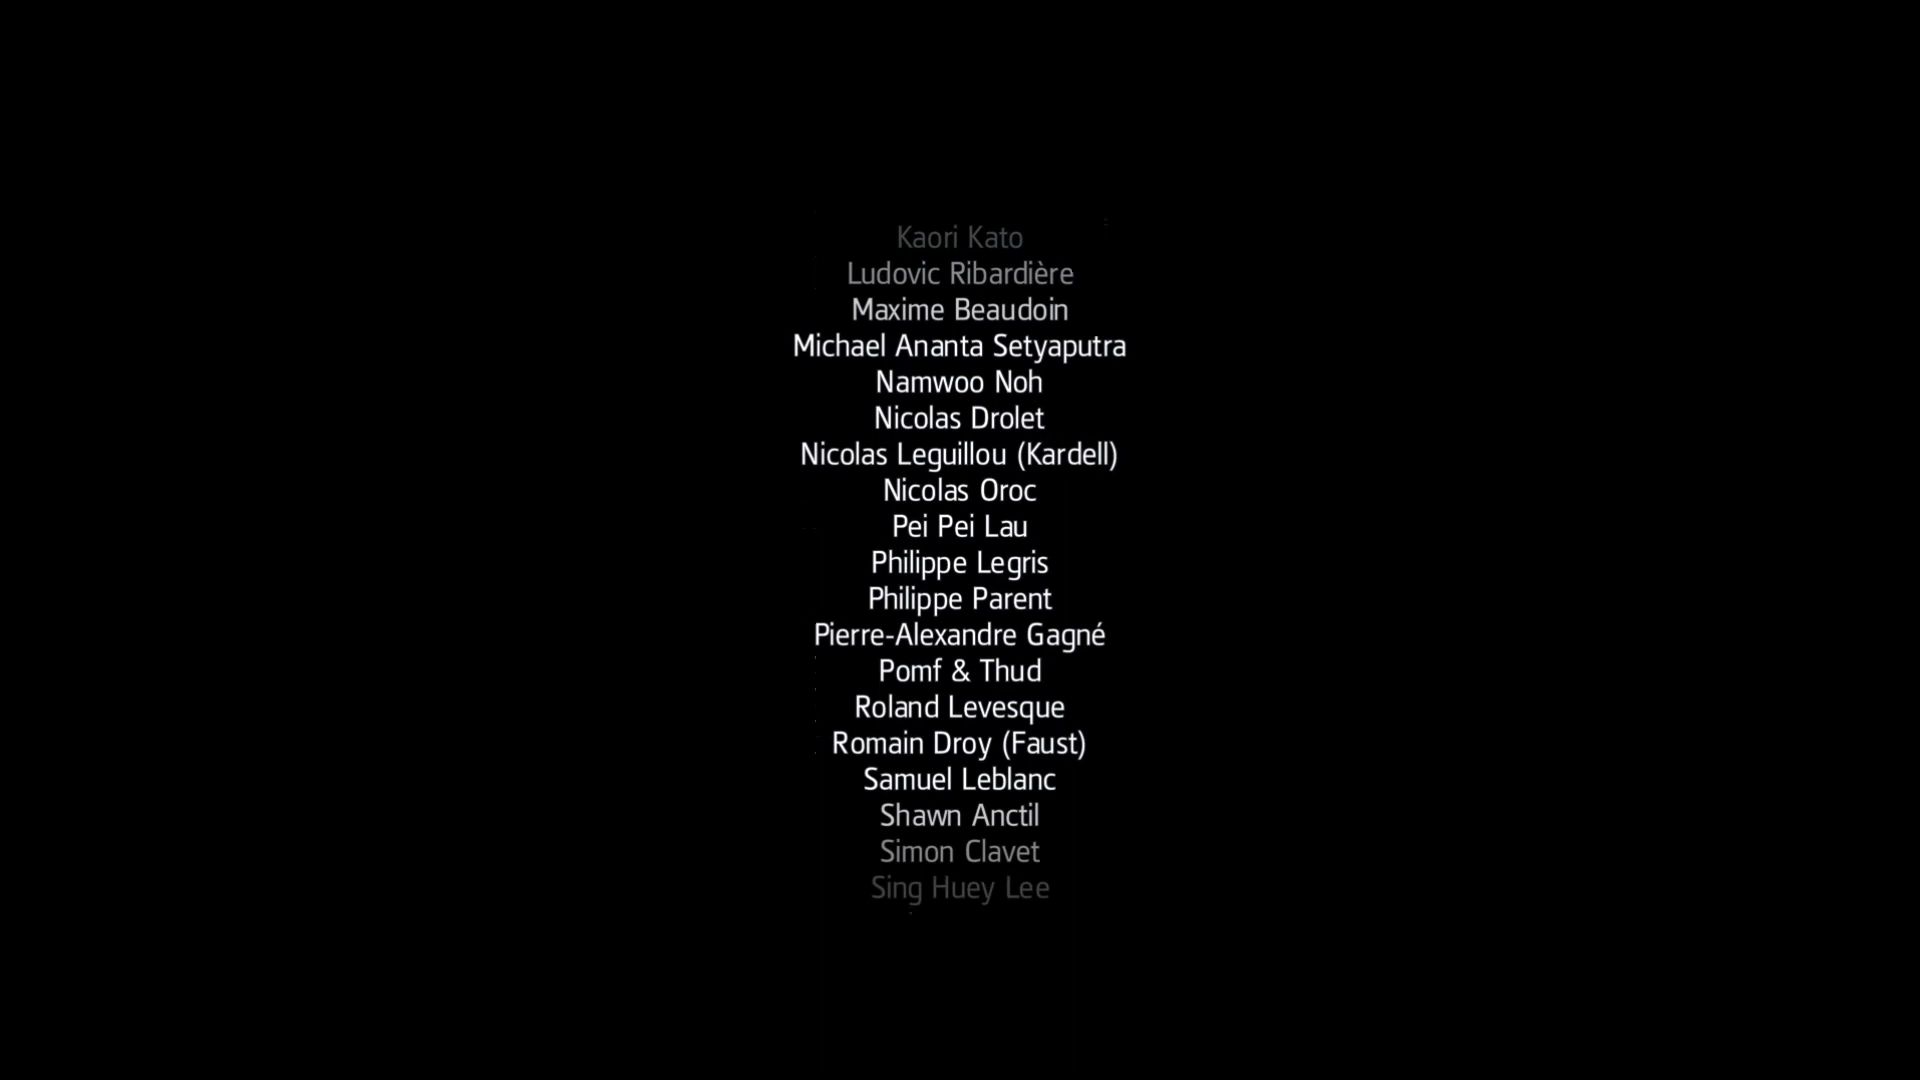 Kaori Kato
Ludovic Ribardière
Maxime Beaudoin
Michael Ananta Setyaputra
Namwoo Noh
Nicolas Drolet
Nicolas Leguillou (Kardell)
Nicolas Oroc
Pei Pei Lau
Philippe Legris
Philippe Parent
Pierre-Alexandre Gagné
Pomf & Thud
Roland Levesque
Romain Droy (Faust)
Samuel Leblanc
Shawn Anctil
Simon Clavet
Sing Huey Lee